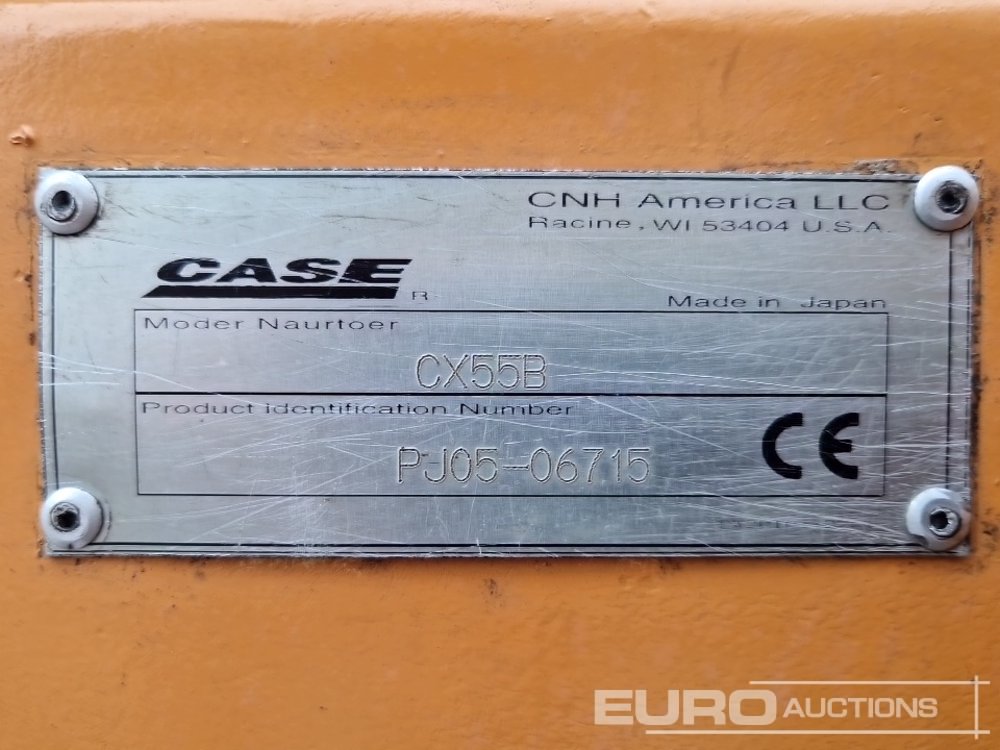 CNH America LLC
Racine, WI 53404 U.S.A.
CASE
R
Made in Japan
Moder Naurtoer
CX55B
Product identification Number
PJ05-06715
CE
EURO AUCTIONS